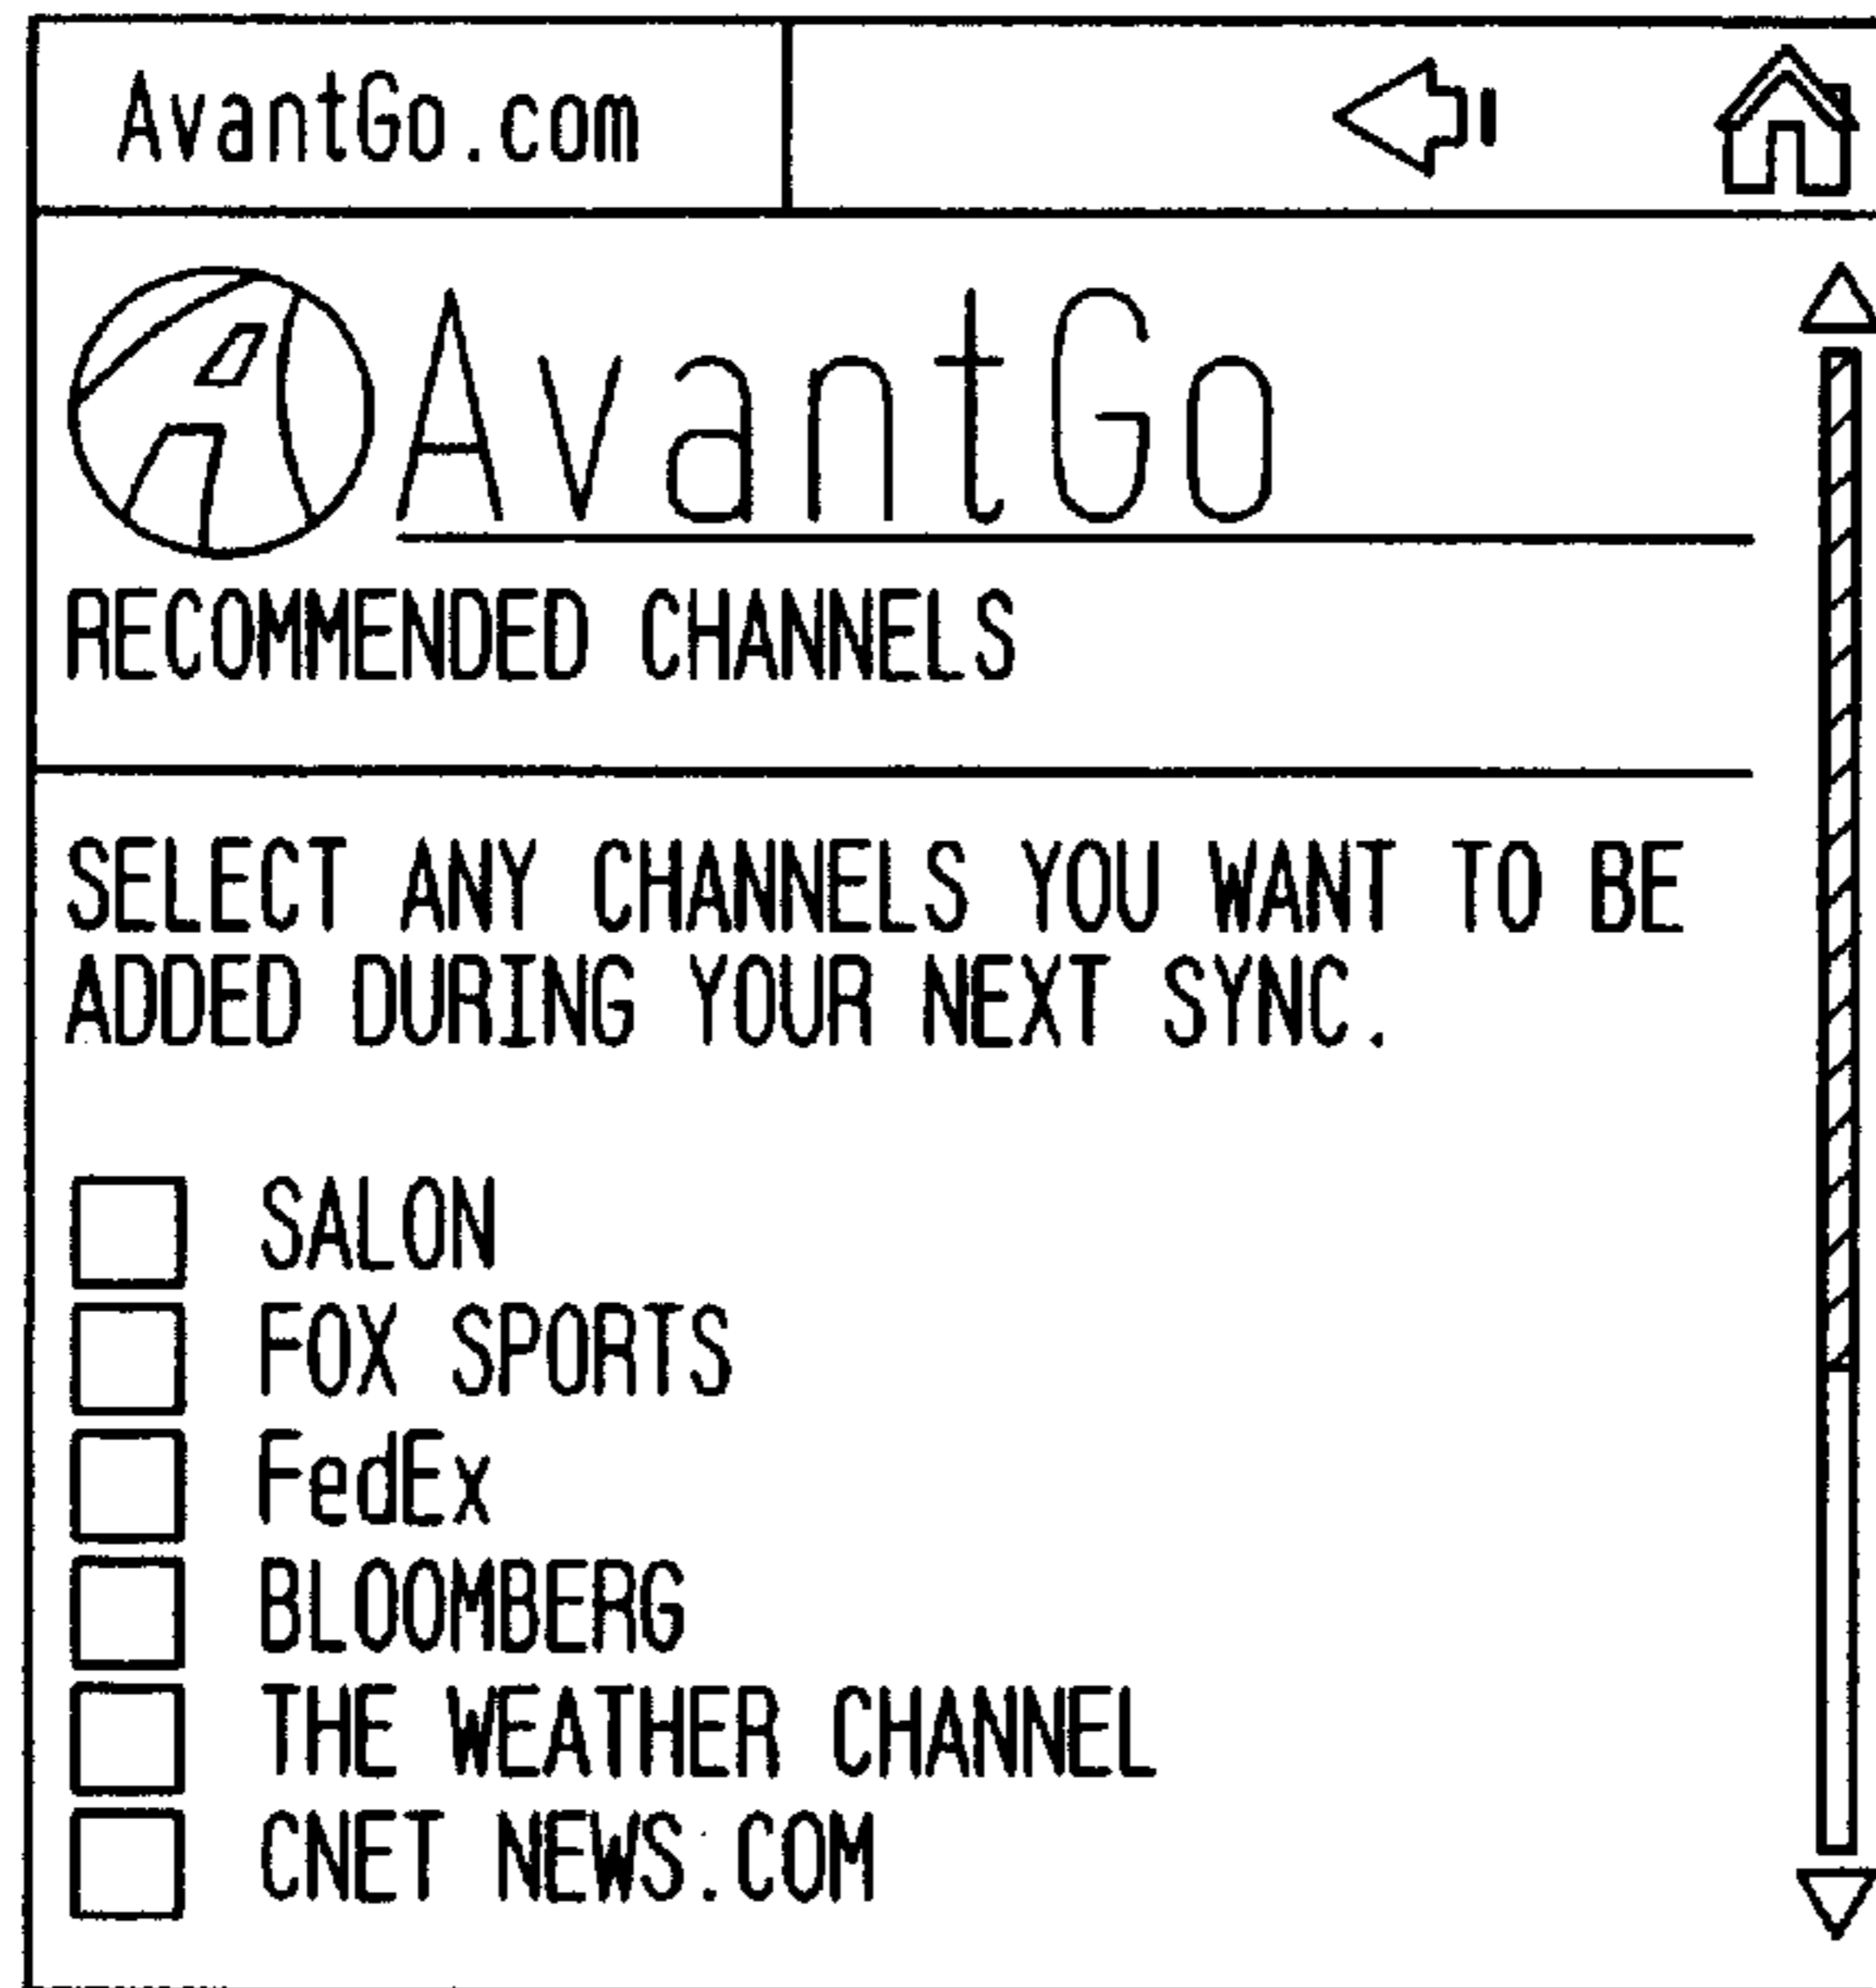 AvantGo.com
AvantGo
RECOMMENDED CHANNELS
SELECT ANY CHANNELS YOU WANT TO BE
ADDED DURING YOUR NEXT SYNC.
SALON
FOX SPORTS
FedEx
BLOOMBERG
THE WEATHER CHANNEL
CNET NEWS.COM